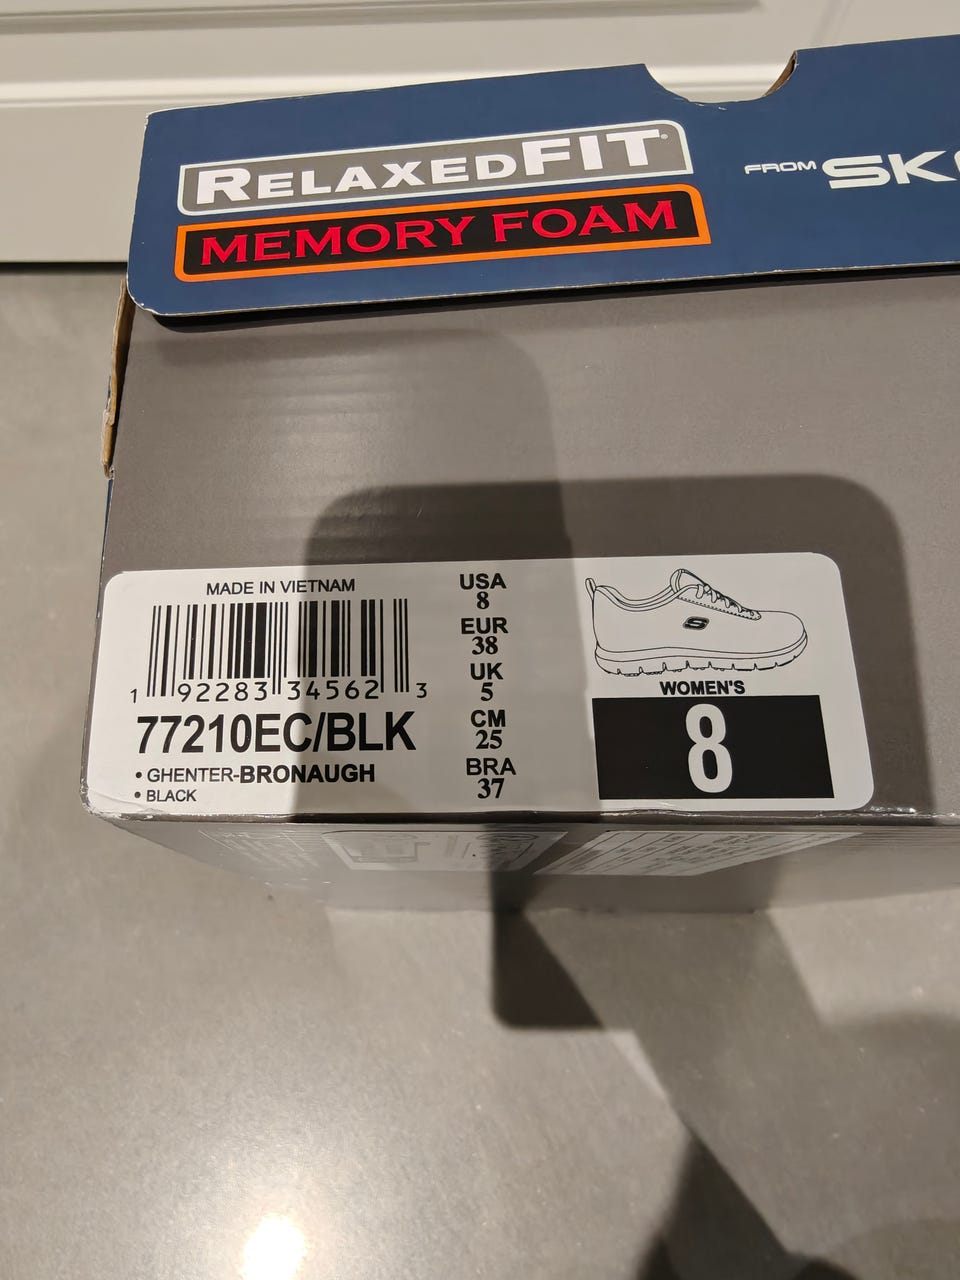 RELAXEDFIT®
MEMORY FOAM
FROM
MADE IN VIETNAM
1 92283 34562 3
77210EC/BLK
• GHENTER-BRONAUGH
• BLACK
USA
8
EUR
38
UK
5
CM
25
BRA
37
S
WOMEN'S
8